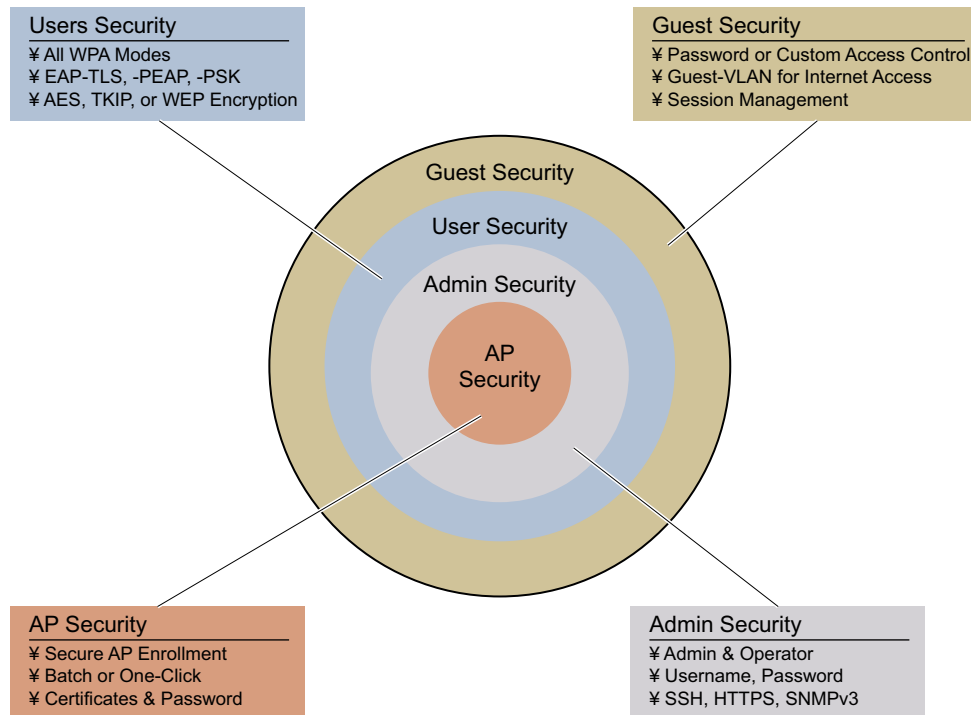 Users Security
¥ All WPA Modes
¥ EAP-TLS, -PEAP, -PSK
¥ AES, TKIP, or WEP Encryption
Guest Security
¥ Password or Custom Access Control
¥ Guest-VLAN for Internet Access
¥ Session Management
Guest Security
User Security
Admin Security
AP
Security
AP Security
¥ Secure AP Enrollment
¥ Batch or One-Click
¥ Certificates & Password
Admin Security
¥ Admin & Operator
¥ Username, Password
¥ SSH, HTTPS, SNMPv3